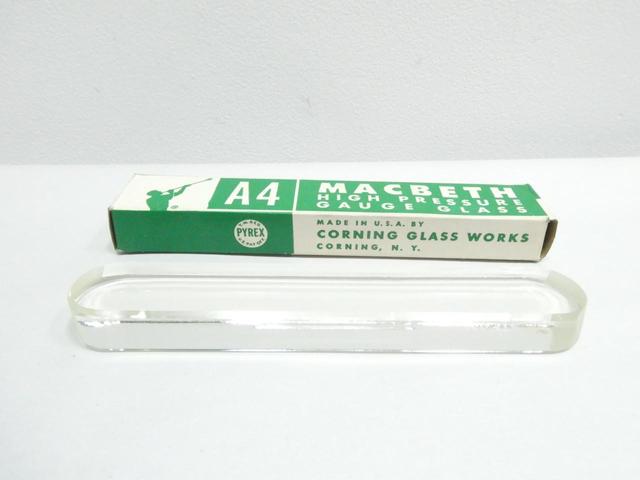 A4
MACBETH
HIGH PRESSURE
GAUGE GLASS
PYREX
MADE IN U.S.A. BY
CORNING GLASS WORKS
CORNING, N. Y.